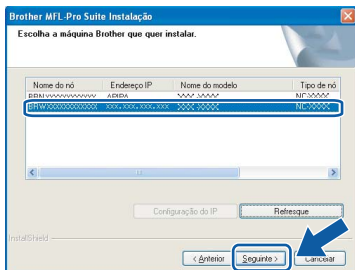 Brother MFL-Pro Suite Instalação
Escolha a máquina Brother que quer instalar.
Nome do nó Endereço IP Nome do modelo Tipo de nó
BRNXXXXXXXXXXXX APIPA XXX-XXXX NC-XXXX
BRWXXXXXXXXXXXX XXX.XXX.XXX.XXX XXX-XXXX NC-XXXX
Configuração do IP Refresque
InstallShield
< Anterior Seguinte > Cancelar